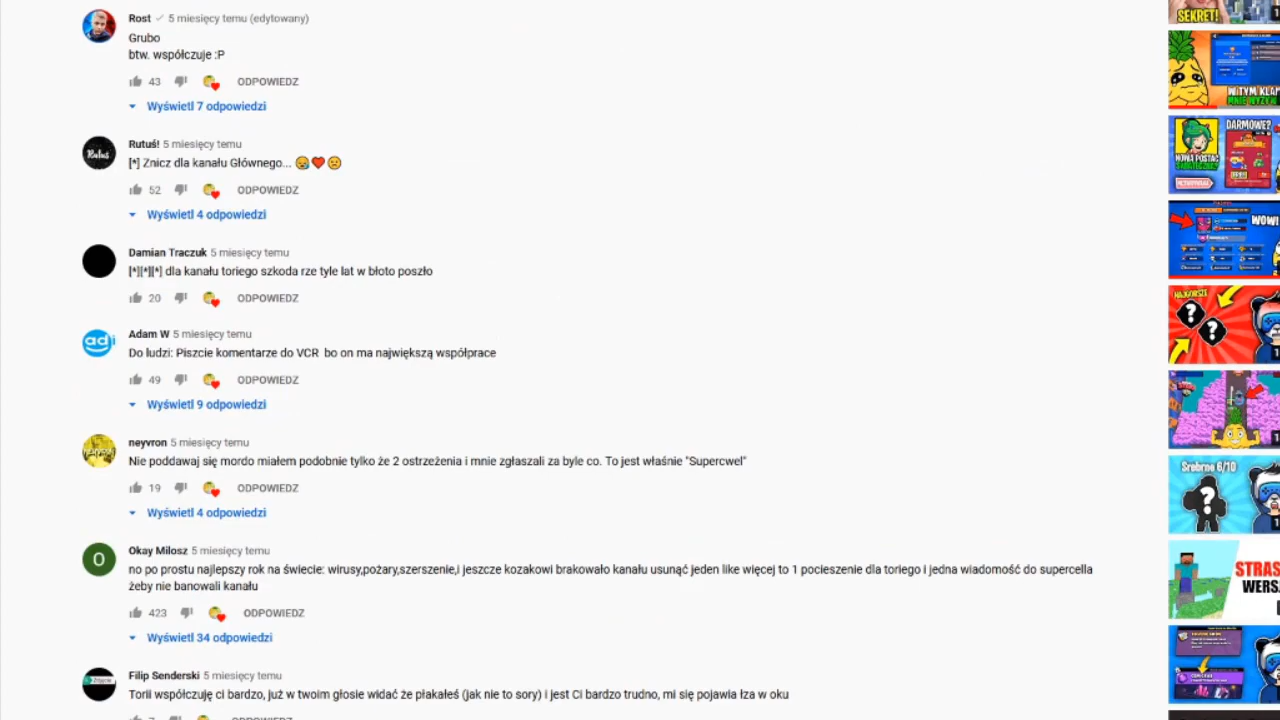 Rost 5 miesięcy temu (edytowany)
Grubo
btw. współczuje :P
43 ODPOWIEDZ
Wyświetl 7 odpowiedzi
Rutuś! 5 miesięcy temu
[*] Znicz dla kanału Głównego... 😥❤️☹️
52 ODPOWIEDZ
Wyświetl 4 odpowiedzi
Damian Traczuk 5 miesięcy temu
[*][*][*] dla kanału toriego szkoda rze tyle lat w błoto poszło
20 ODPOWIEDZ
Adam W 5 miesięcy temu
Do ludzi: Piszcie komentarze do VCR bo on ma największą współprace
49 ODPOWIEDZ
Wyświetl 9 odpowiedzi
neyvron 5 miesięcy temu
Nie poddawaj się mordo miałem podobnie tylko że 2 ostrzeżenia i mnie zgłaszali za byle co. To jest właśnie "Supercwel"
19 ODPOWIEDZ
Wyświetl 4 odpowiedzi
O
Okay Milosz 5 miesięcy temu
no po prostu najlepszy rok na świecie: wirusy,pożary,szerszenie,i jeszcze kozakowi brakowało kanału usunąć jeden like więcej to 1 pocieszenie dla toriego i jedna wiadomość do supercella
żeby nie banowali kanału
423 ODPOWIEDZ
Wyświetl 34 odpowiedzi
Filip Senderski 5 miesięcy temu
Torii współczuję ci bardzo, już w twoim głosie widać że płakałeś (jak nie to sory) i jest Ci bardzo trudno, mi się pojawia łza w oku
SEKRET!
W TYM KLA
MNIE WYZY
DARMOWE?
NOWA POSTAĆ
WOW!
NAJGORSZE
Srebrne 6/10
STRAS
WERS